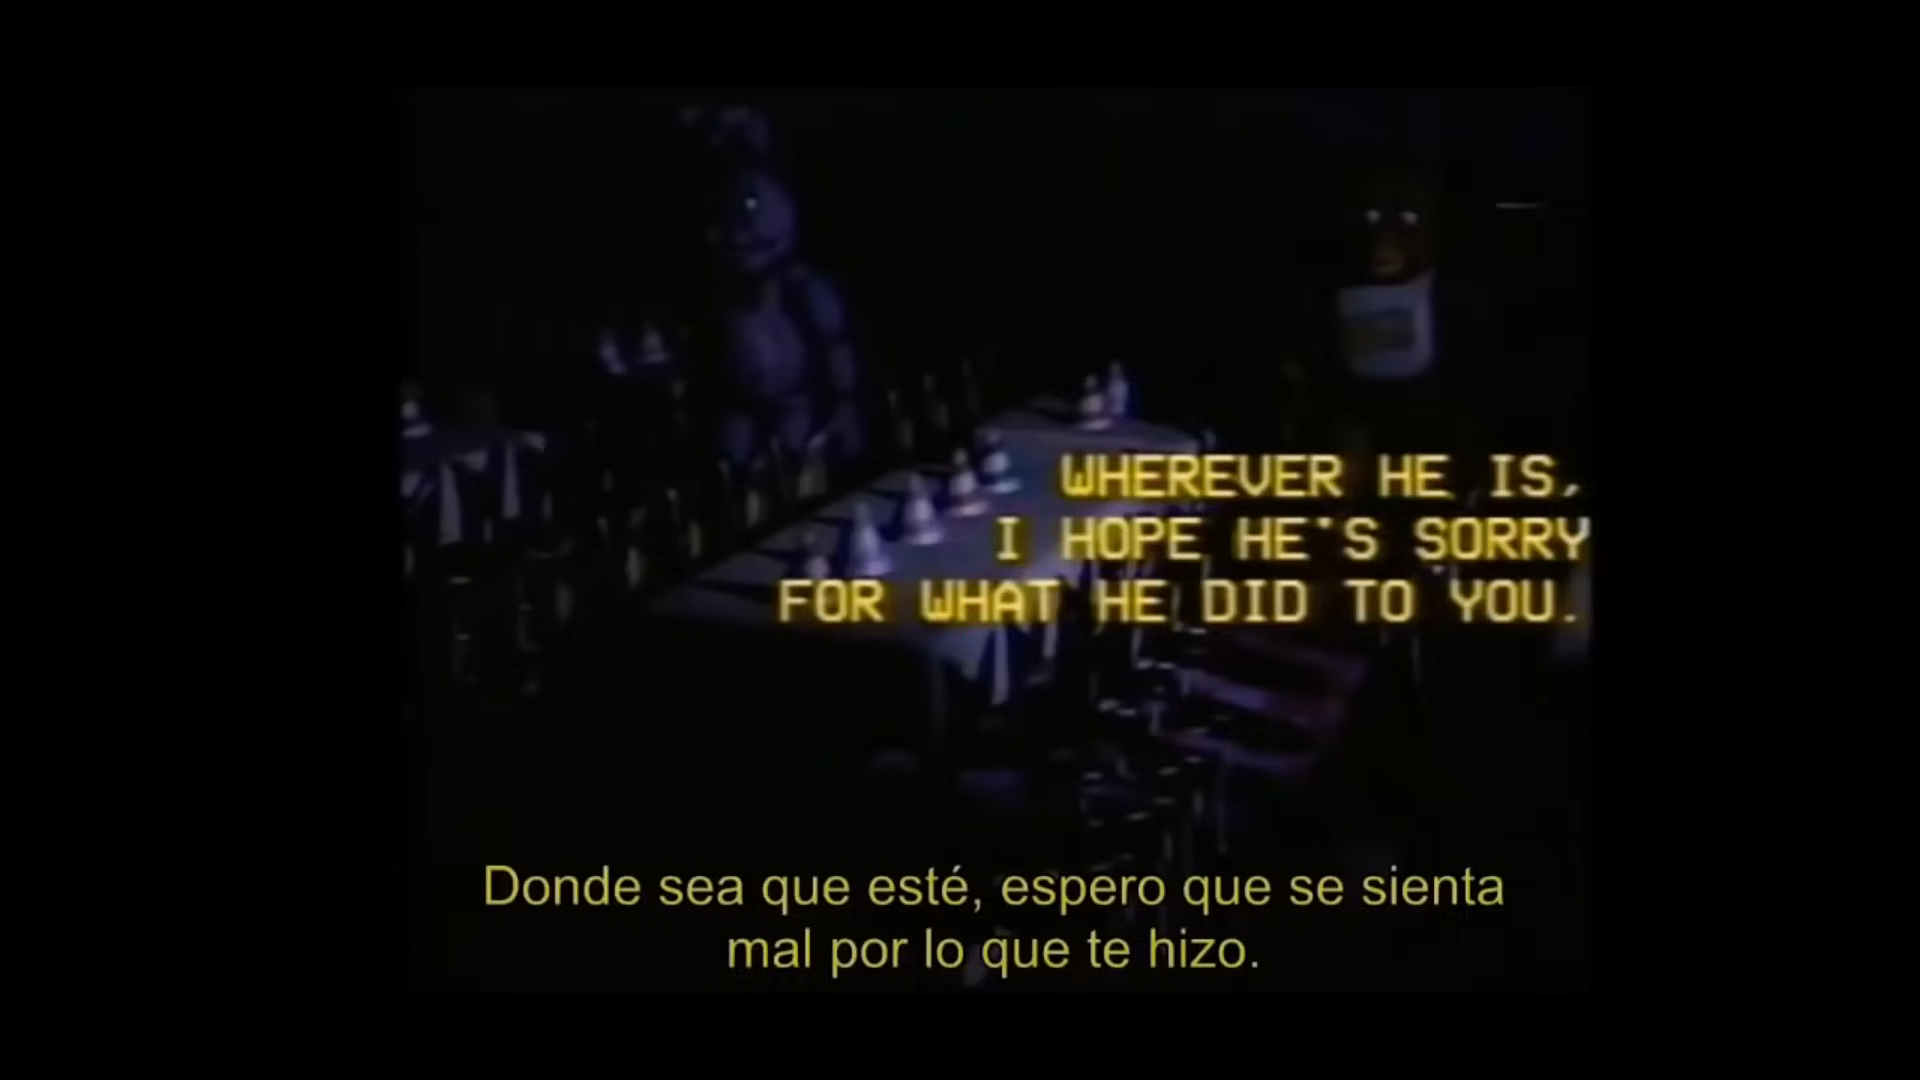 WHEREVER HE IS,
I HOPE HE'S SORRY
FOR WHAT HE DID TO YOU.
Donde sea que esté, espero que se sienta
mal por lo que te hizo.